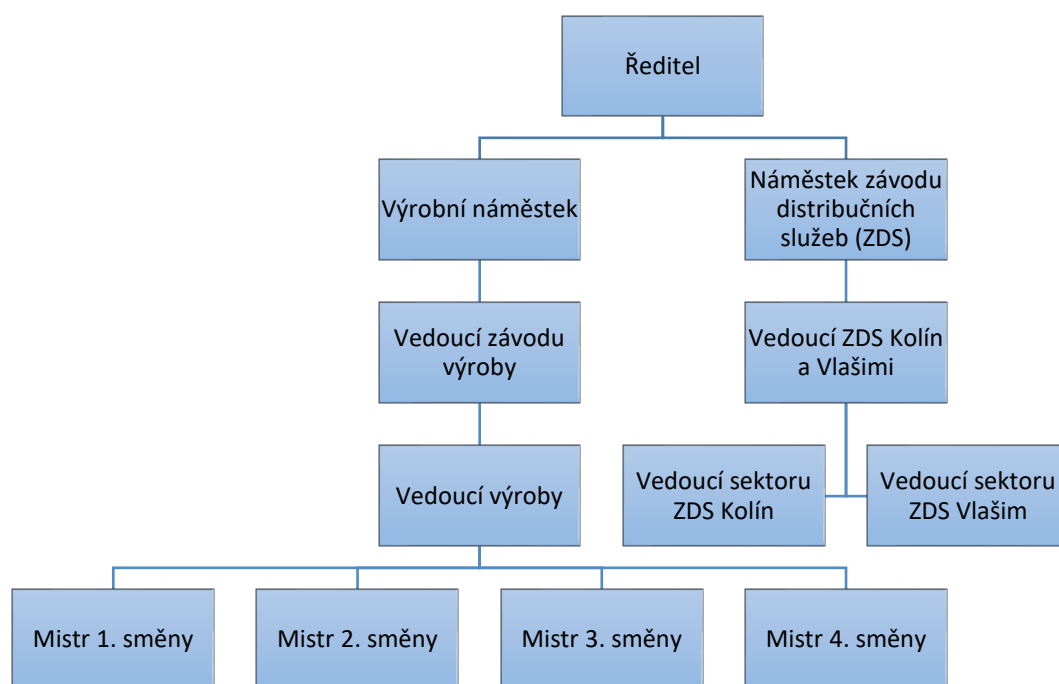 Ředitel
Výrobní náměstek
Náměstek závodu
distribučních
služeb (ZDS)
Vedoucí závodu
výroby
Vedoucí ZDS Kolín
a Vlašimi
Vedoucí výroby
Vedoucí sektoru
ZDS Kolín
Vedoucí sektoru
ZDS Vlašim
Mistr 1. směny
Mistr 2. směny
Mistr 3. směny
Mistr 4. směny